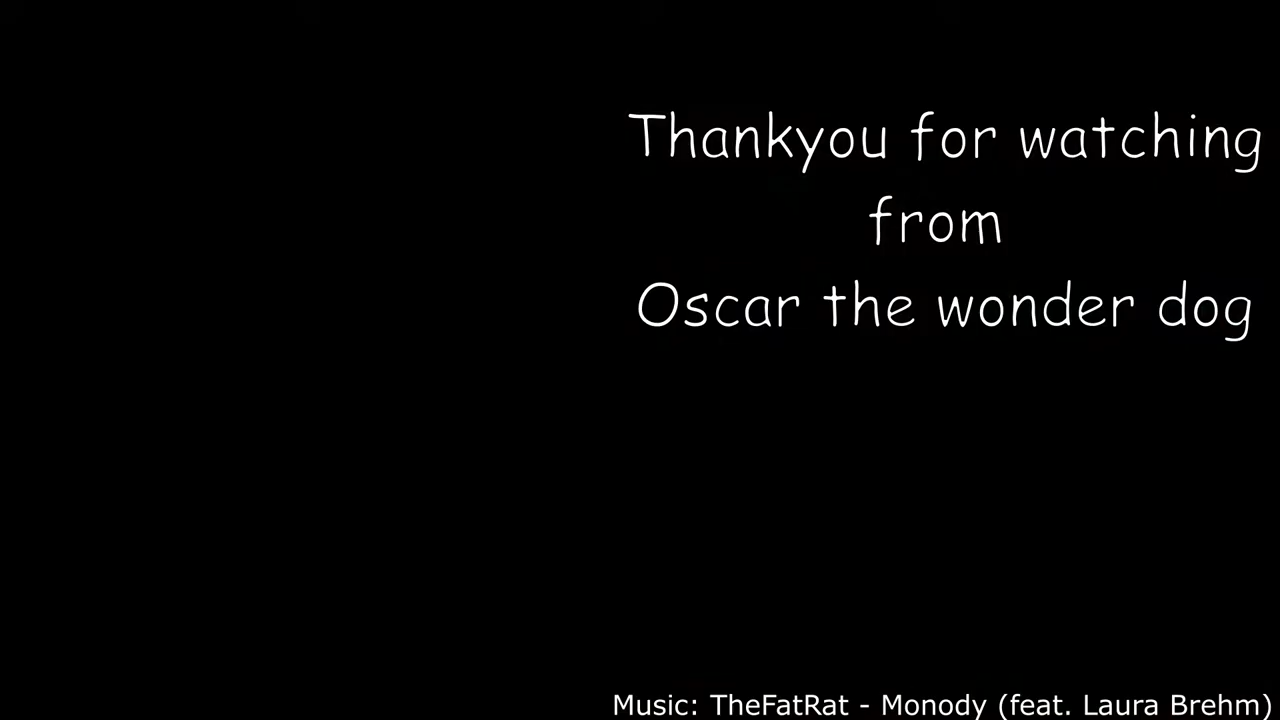 Thankyou for watching
from
Oscar the wonder dog
Music: TheFatRat - Monody (feat. Laura Brehm)